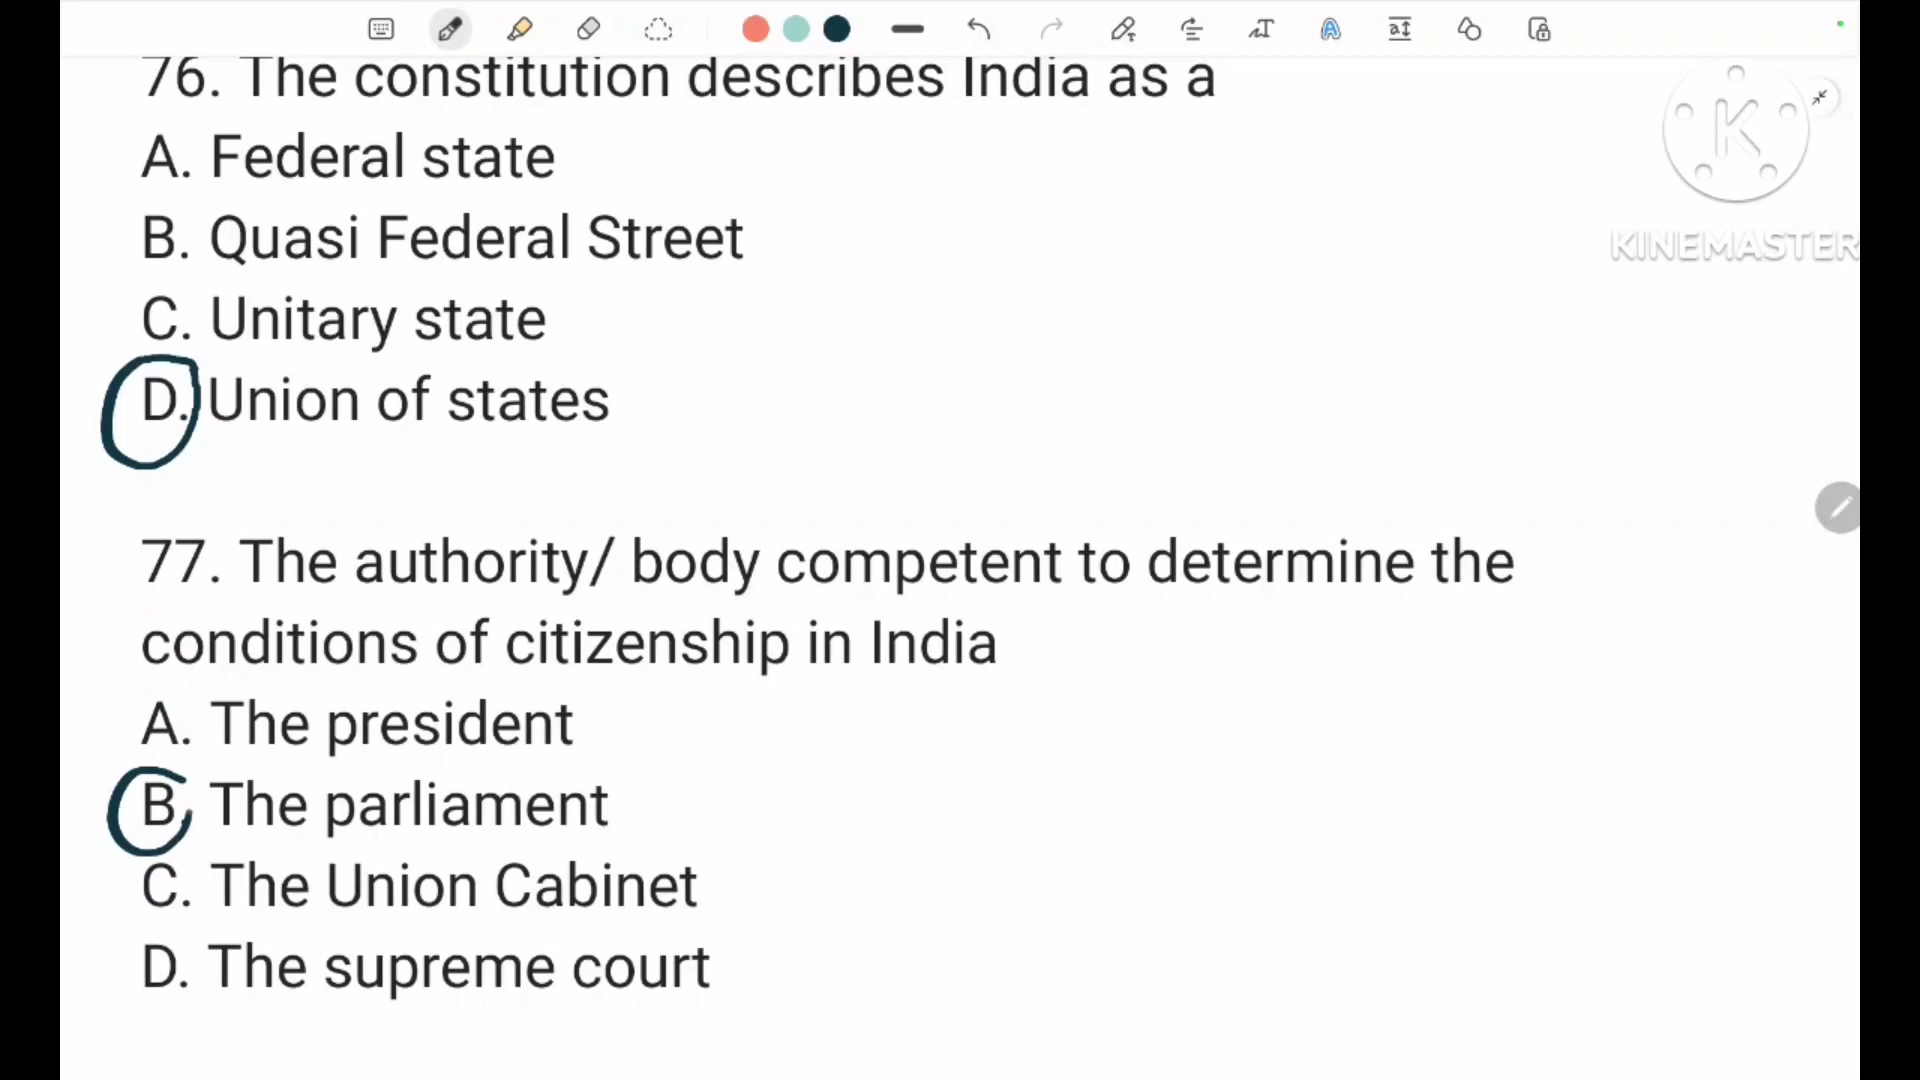 76. The constitution describes India as a
A. Federal state
B. Quasi Federal Street
C. Unitary state
D. Union of states
77. The authority/ body competent to determine the
conditions of citizenship in India
A. The president
B. The parliament
C. The Union Cabinet
D. The supreme court
K
KINEMASTER